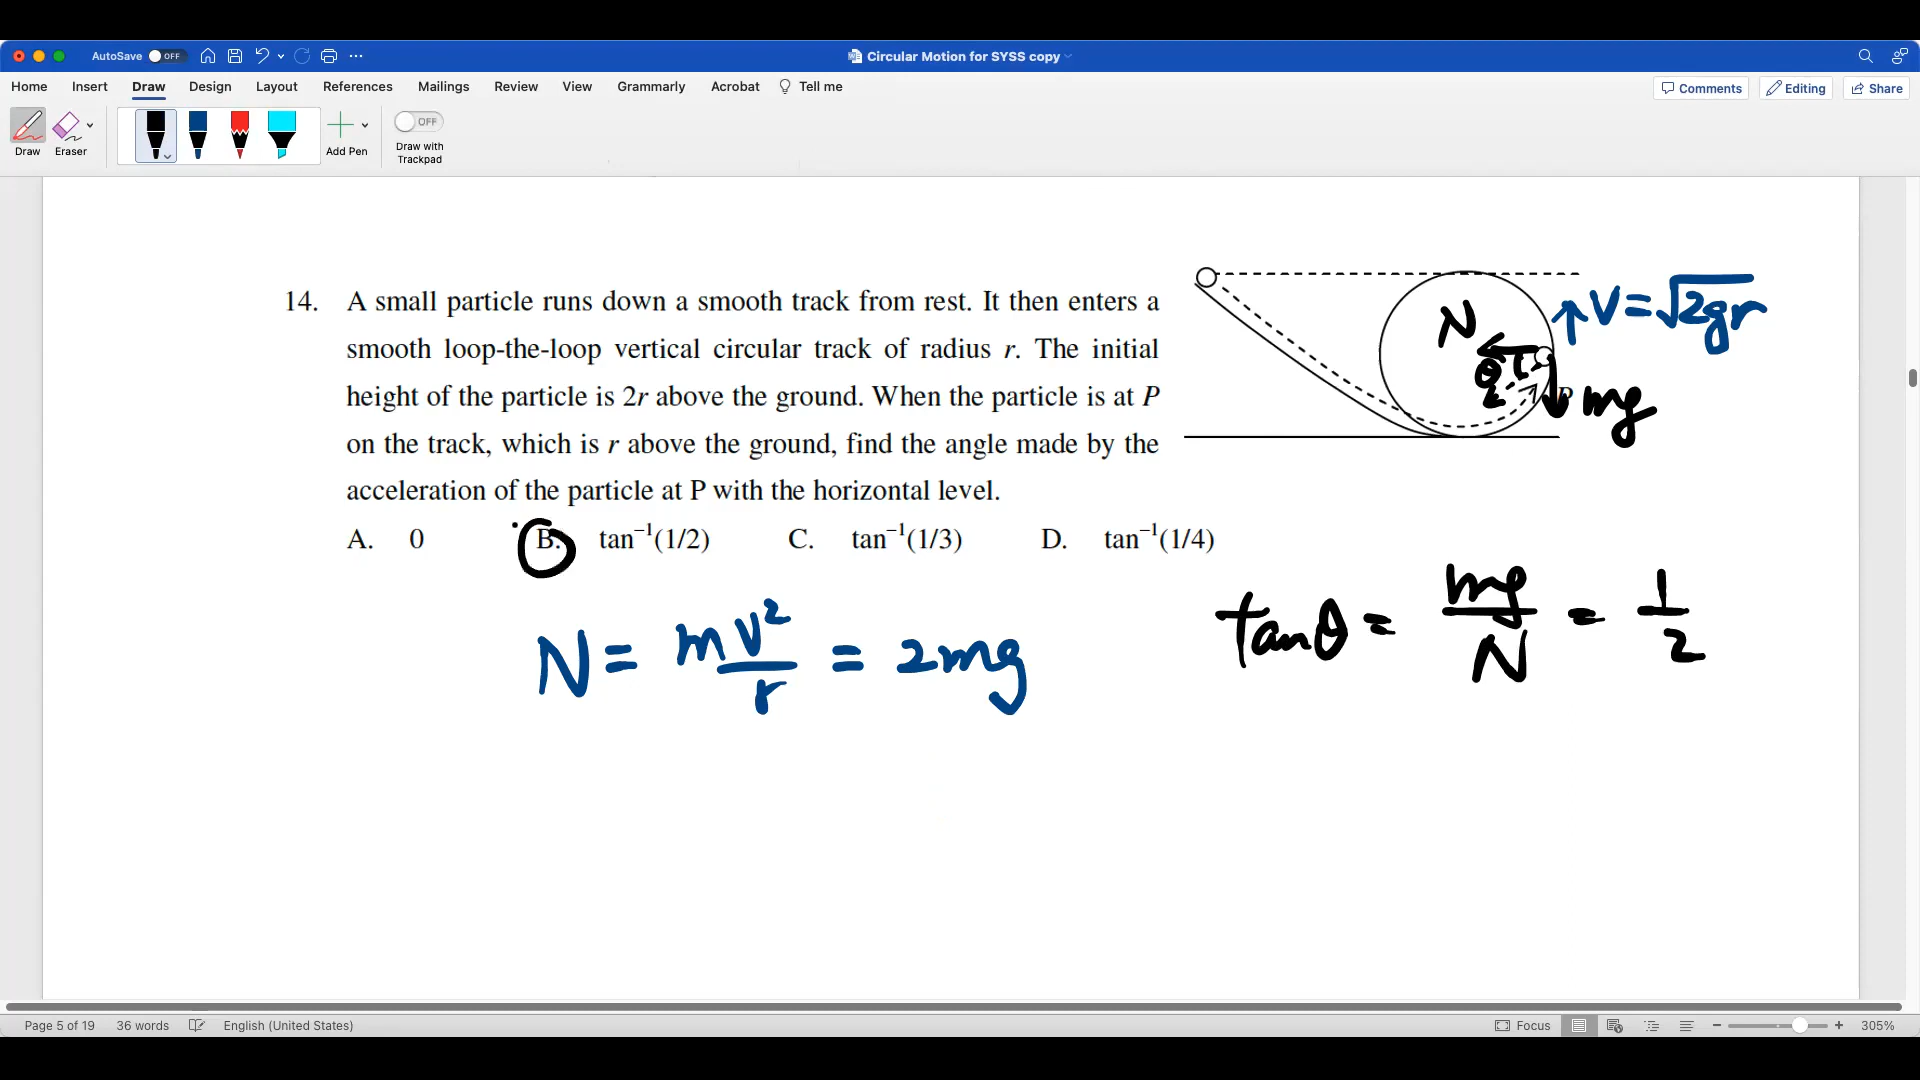 AutoSave OFF
Circular Motion for SYSS copy
Home Insert Draw Design Layout References Mailings Review View Grammarly Acrobat Tell me
Comments Editing Share
Draw Eraser Add Pen OFF Draw with Trackpad
14. A small particle runs down a smooth track from rest. It then enters a
smooth loop-the-loop vertical circular track of radius r. The initial
height of the particle is 2r above the ground. When the particle is at P
on the track, which is r above the ground, find the angle made by the
acceleration of the particle at P with the horizontal level.
A. 0 B. tan⁻¹(1/2) C. tan⁻¹(1/3) D. tan⁻¹(1/4)
N
↑ V = √2gr
θ
P
mg
N = mv²/r = 2mg
tanθ = mg/N = 1/2
Page 5 of 19 36 words English (United States)
Focus 305%